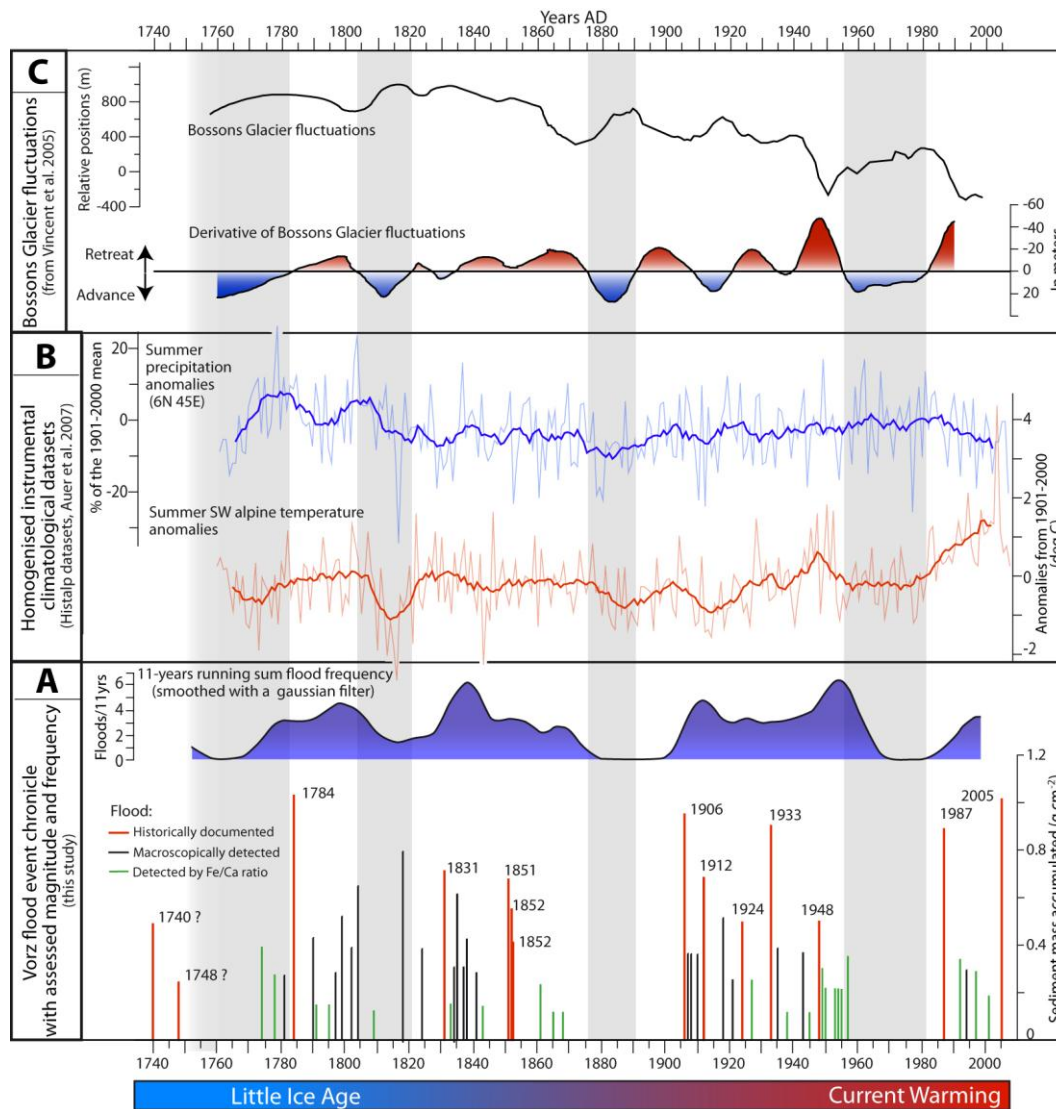 Years AD
1740 1760 1780 1800 1820 1840 1860 1880 1900 1920 1940 1960 1980 2000
C
Bossons Glacier fluctuations
(from Vincent et al. 2005)
Relative positions (m)
800
400
0
-400
Bossons Glacier fluctuations
Derivative of Bossons Glacier fluctuations
Retreat
Advance
-60
-40
-20
0
20
In meters
B
Homogenised instrumental
climatological datasets
(Histalp datasets, Auer et al. 2007)
% of the 1901-2000 mean
20
0
-20
Summer
precipitation
anomalies
(6N 45E)
Summer SW alpine temperature
anomalies
4
2
0
-2
Anomalies from 1901-2000
(deg C)
A
Vorz flood event chronicle
with assessed magnitude and frequency
(this study)
Floods/11yrs
6
4
2
0
11-years running sum flood frequency
(smoothed with a gaussian filter)
Flood:
Historically documented
Macroscopically detected
Detected by Fe/Ca ratio
1740 ?
1748 ?
1784
1831
1851
1852
1852
1906
1912
1924
1933
1948
1987
2005
1.2
0.8
0.4
0
Sediment mass accumulated (g.cm-2)
1740 1760 1780 1800 1820 1840 1860 1880 1900 1920 1940 1960 1980 2000
Little Ice Age
Current Warming